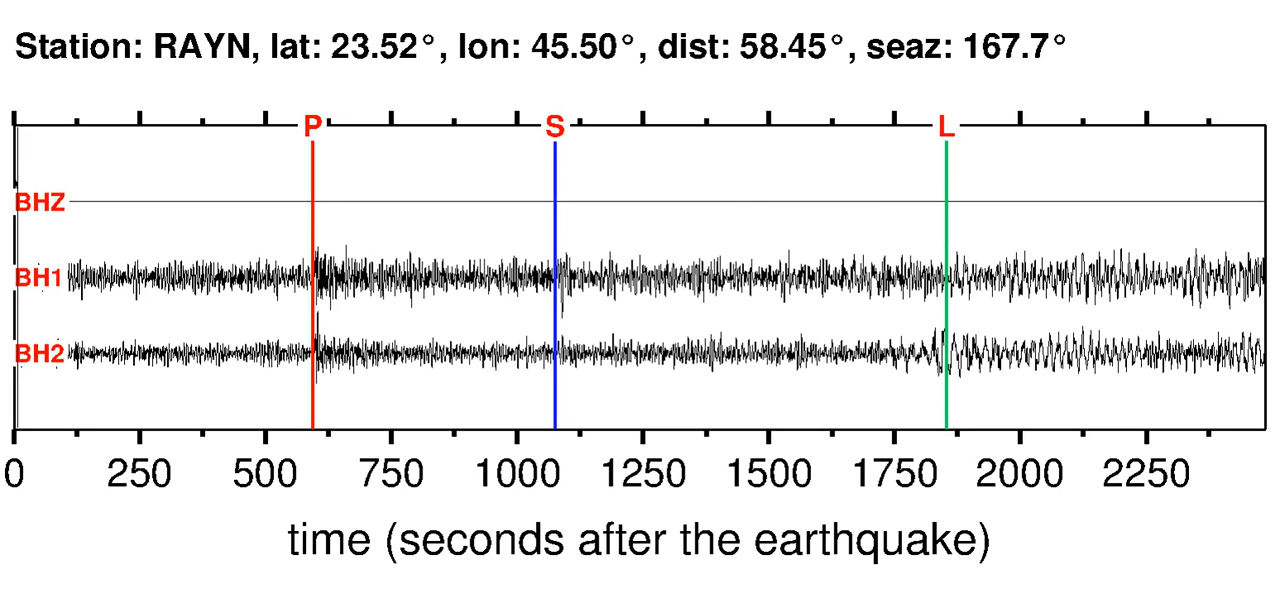 Station: RAYN, lat: 23.52°, lon: 45.50°, dist: 58.45°, seaz: 167.7°
P S L
BHZ
BH1
BH2
0 250 500 750 1000 1250 1500 1750 2000 2250
time (seconds after the earthquake)